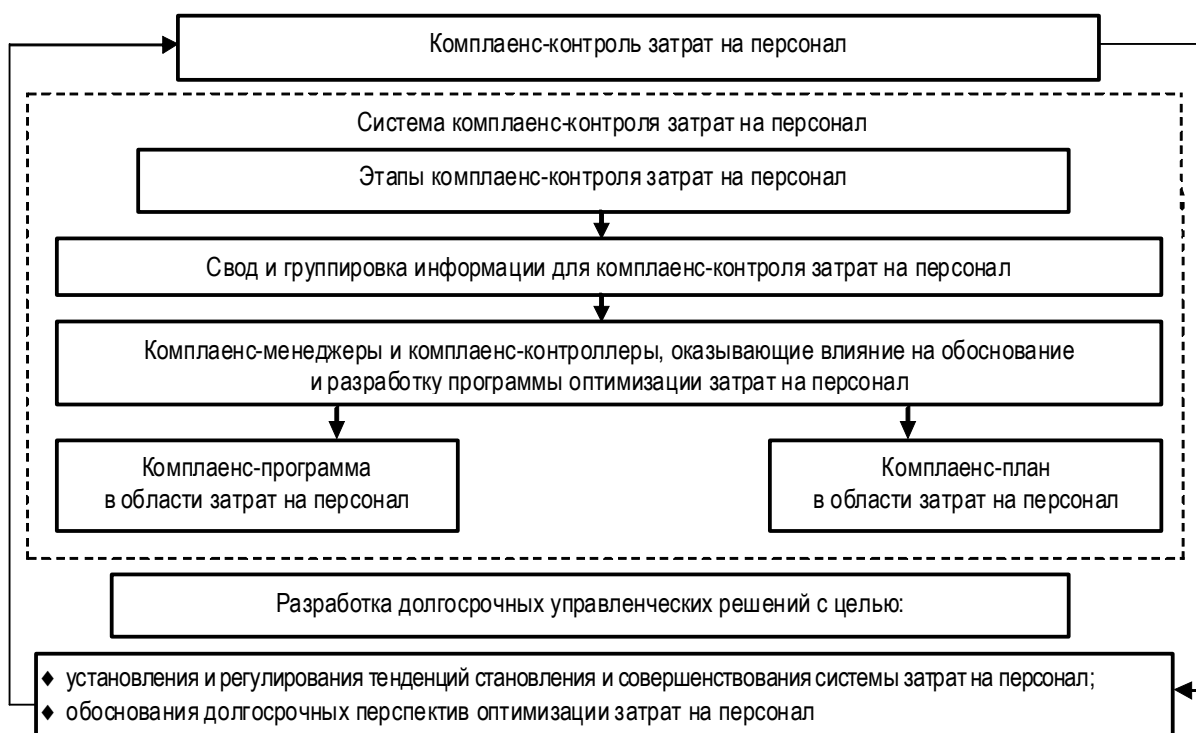 Комплаенс-контроль затрат на персонал
Система комплаенс-контроля затрат на персонал
Этапы комплаенс-контроля затрат на персонал
Свод и группировка информации для комплаенс-контроля затрат на персонал
Комплаенс-менеджеры и комплаенс-контроллеры, оказывающие влияние на обоснование
и разработку программы оптимизации затрат на персонал
Комплаенс-программа
в области затрат на персонал
Комплаенс-план
в области затрат на персонал
Разработка долгосрочных управленческих решений с целью:
♦ установления и регулирования тенденций становления и совершенствования системы затрат на персонал;
♦ обоснования долгосрочных перспектив оптимизации затрат на персонал